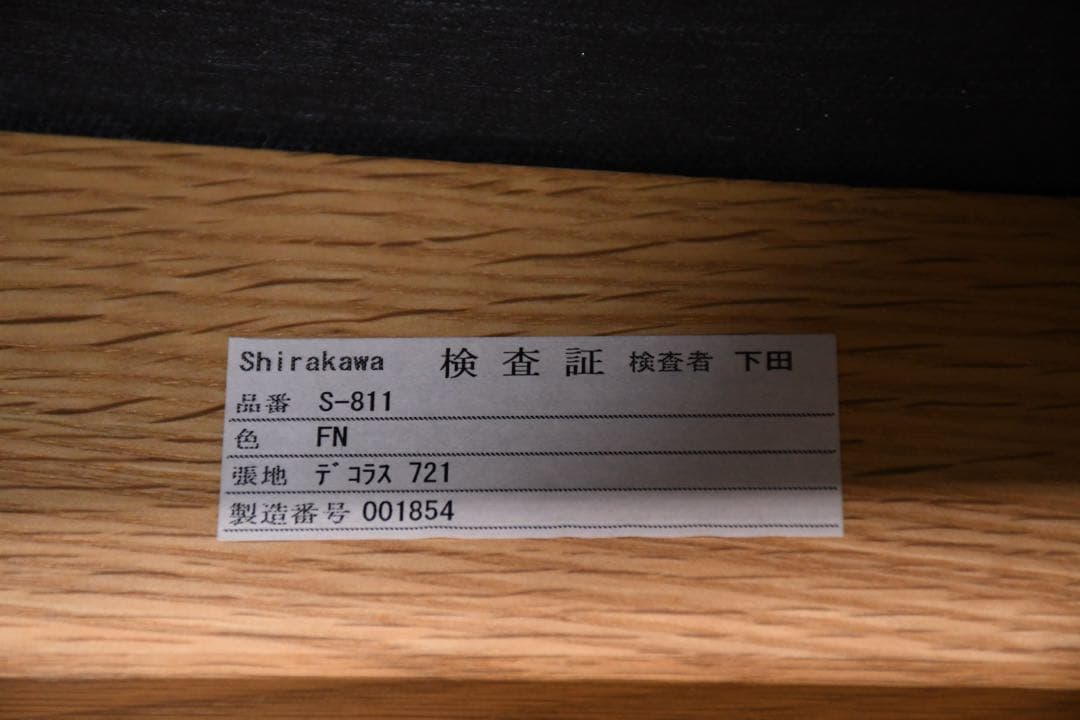 Shirakawa 検査証 検査者 下田
品番 S-811
色 FN
張地 ﾃﾞｺﾗｽ 721
製造番号 001854